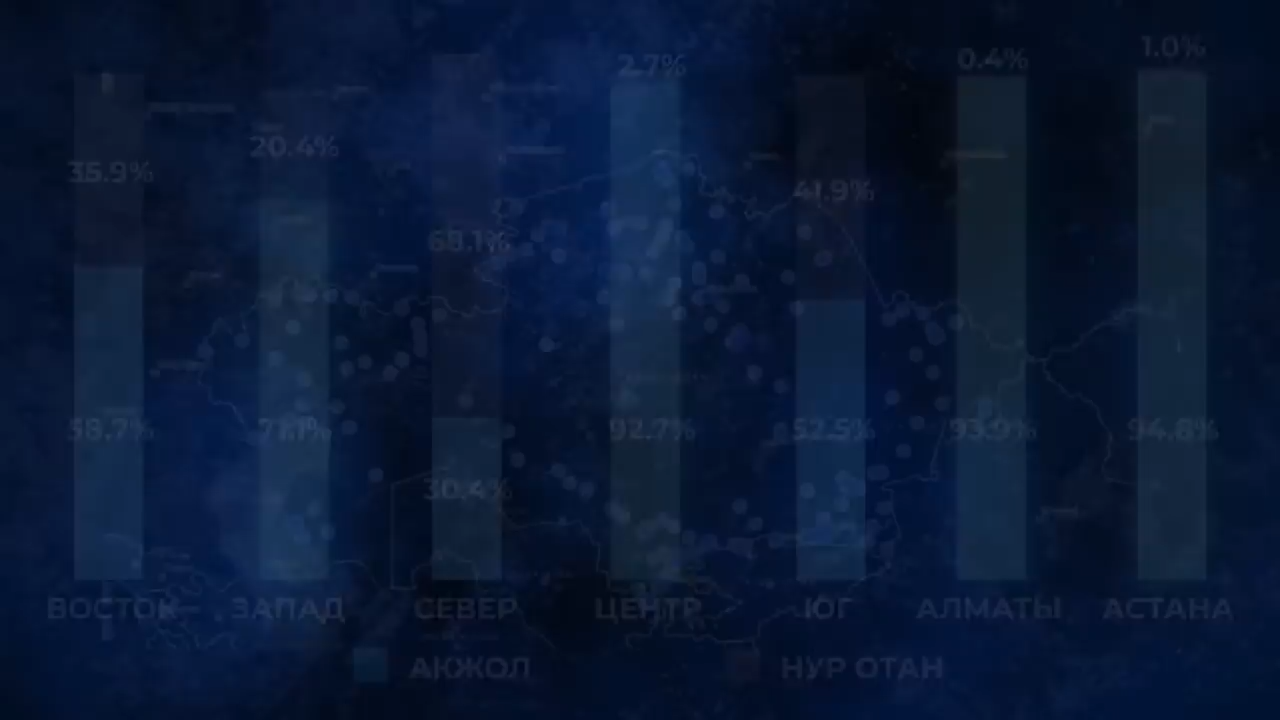 2.7% 0.4% 1.0%
35.9% 20.4% 68.1% 41.9%
58.7% 71.1% 92.7% 52.5% 93.9% 94.8%
30.4%
ВОСТОК ЗАПАД СЕВЕР ЦЕНТР ЮГ АЛМАТЫ АСТАНА
АКЖОЛ НУР ОТАН